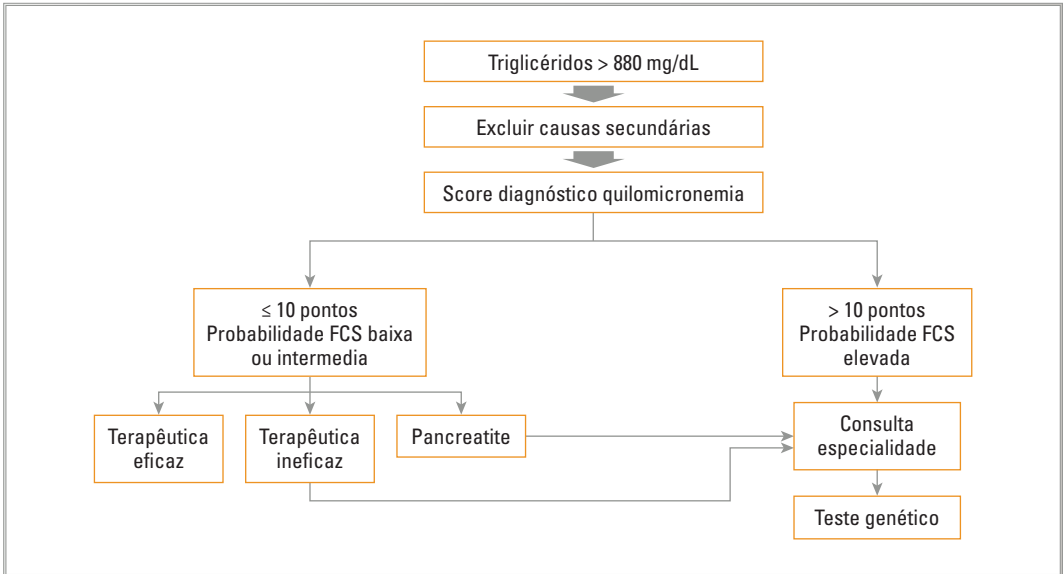 Triglicéridos > 880 mg/dL
Excluir causas secundárias
Score diagnóstico quilomicronemia
≤ 10 pontos
Probabilidade FCS baixa
ou intermedia
> 10 pontos
Probabilidade FCS
elevada
Terapêutica
eficaz
Terapêutica
ineficaz
Pancreatite
Consulta
especialidade
Teste genético